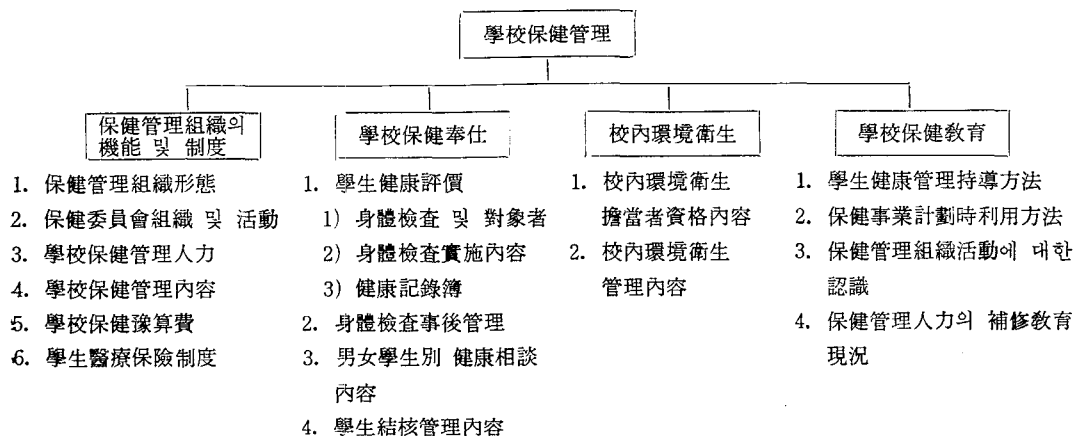 學校保健管理
保健管理組織의
機能 및 制度
1. 保健管理組織形態
2. 保健委員會組織 및 活動
3. 學校保健管理人力
4. 學校保健管理內容
5. 學校保健豫算費
6. 學生醫療保險制度
學校保健奉仕
1. 學生健康評價
1) 身體檢査 및 對象者
2) 身體檢査實施內容
3) 健康記錄簿
2. 身體檢査事後管理
3. 男女學生別 健康相談
內容
4. 學生結核管理內容
校內環境衛生
1. 校內環境衛生
擔當者資格內容
2. 校內環境衛生
管理內容
學校保健敎育
1. 學生健康管理持導方法
2. 保健事業計劃時利用方法
3. 保健管理組織活動에 대한
認識
4. 保健管理人力의 補修敎育
現況